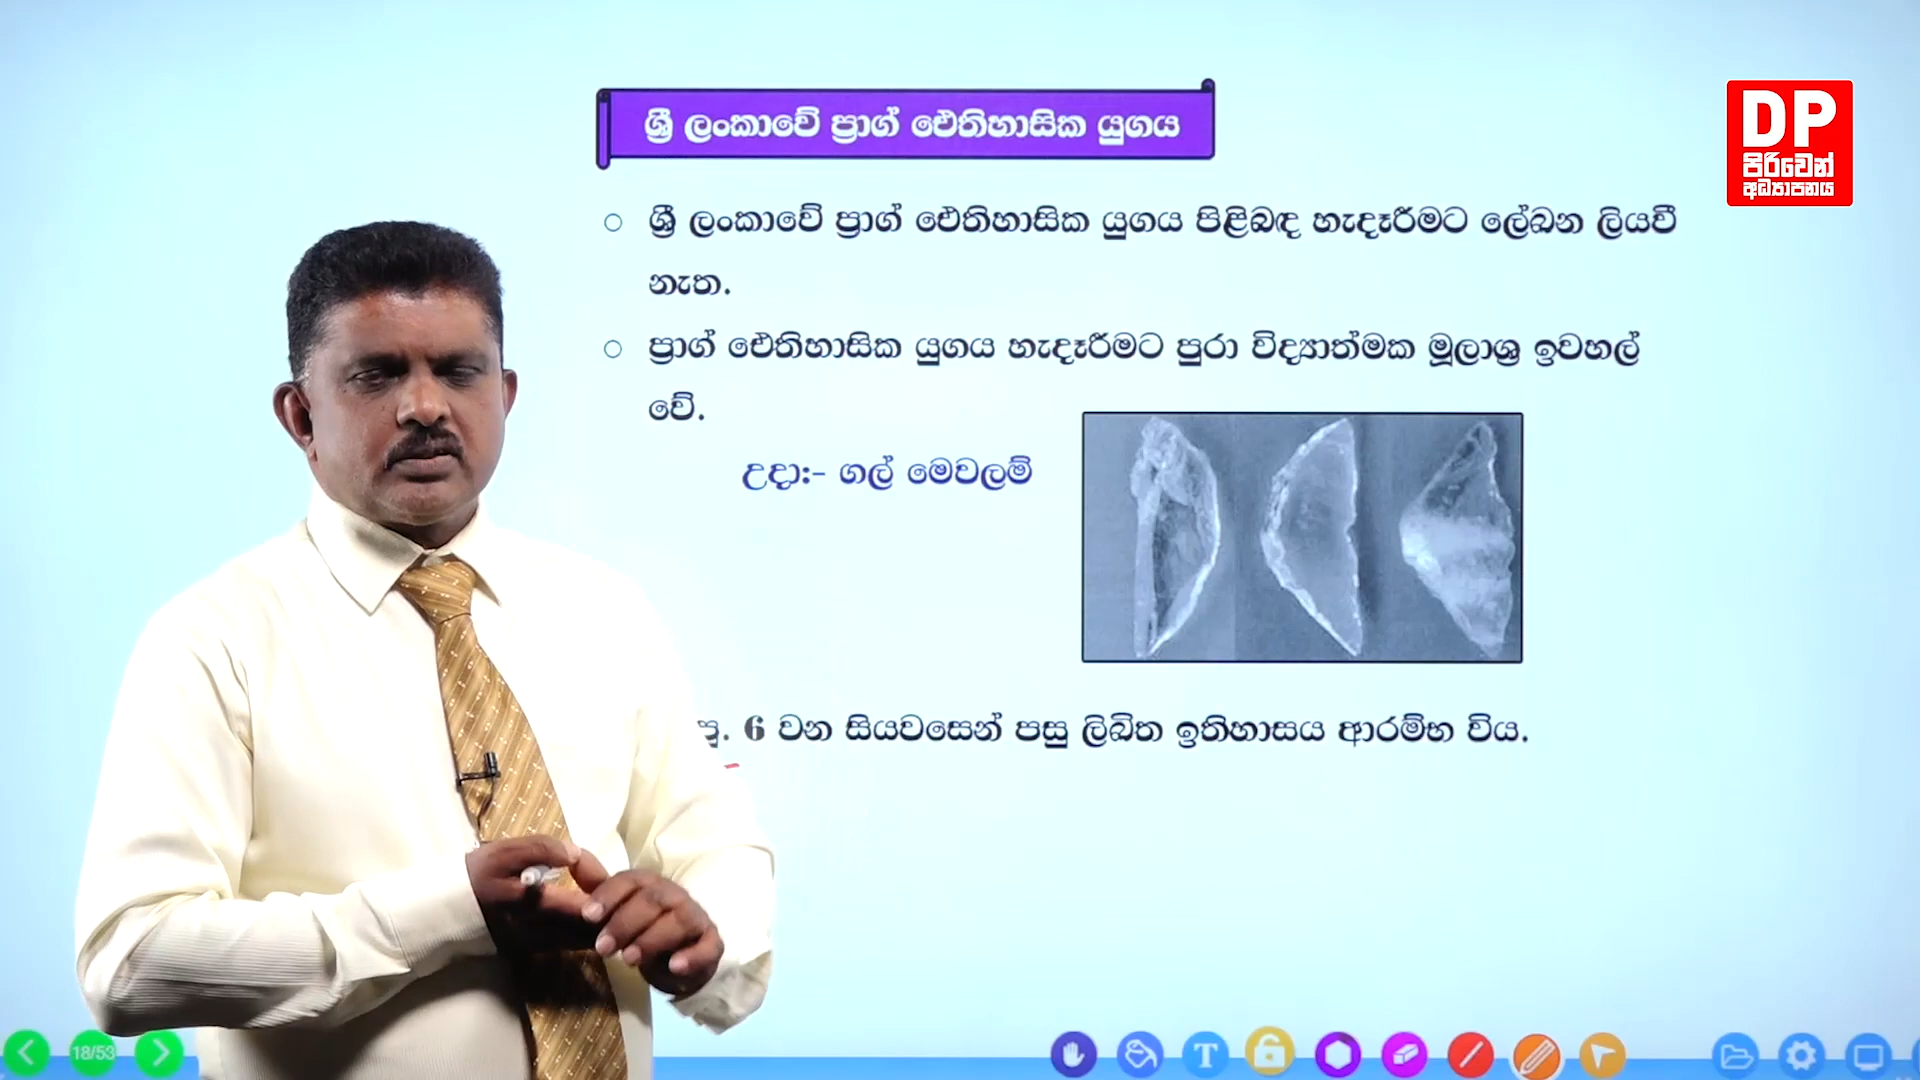 ශ්‍රී ලංකාවේ ප්‍රාග් ඓතිහාසික යුගය
DP
පිරිවෙන්
අධ්‍යාපනය
ශ්‍රී ලංකාවේ ප්‍රාග් ඓතිහාසික යුගය පිළිබඳ හැදෑරීමට ලේඛන ලියවී
නැත.
ප්‍රාග් ඓතිහාසික යුගය හැදෑරීමට පුරා විද්‍යාත්මක මූලාශ්‍ර ඉවහල්
වේ.
උදා:- ගල් මෙවලම්
පූ. 6 වන සියවසෙන් පසු ලිඛිත ඉතිහාසය ආරම්භ විය.
18/53
T